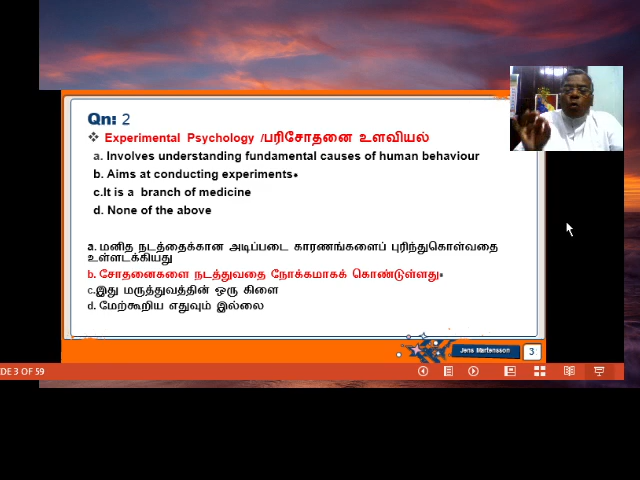 Qn: 2
❖ Experimental Psychology /பரிசோதனை உளவியல்
a. Involves understanding fundamental causes of human behaviour
b. Aims at conducting experiments•
c.It is a branch of medicine
d. None of the above
a. மனித நடத்தைக்கான அடிப்படை காரணங்களைப் புரிந்துகொள்வதை
உள்ளடக்கியது
b. சோதனைகளை நடத்துவதை நோக்கமாகக் கொண்டுள்ளது•
c.இது மருத்துவத்தின் ஒரு கிளை
d. மேற்கூறிய எதுவும் இல்லை
Jens Martensson
3
DE 3 OF 59